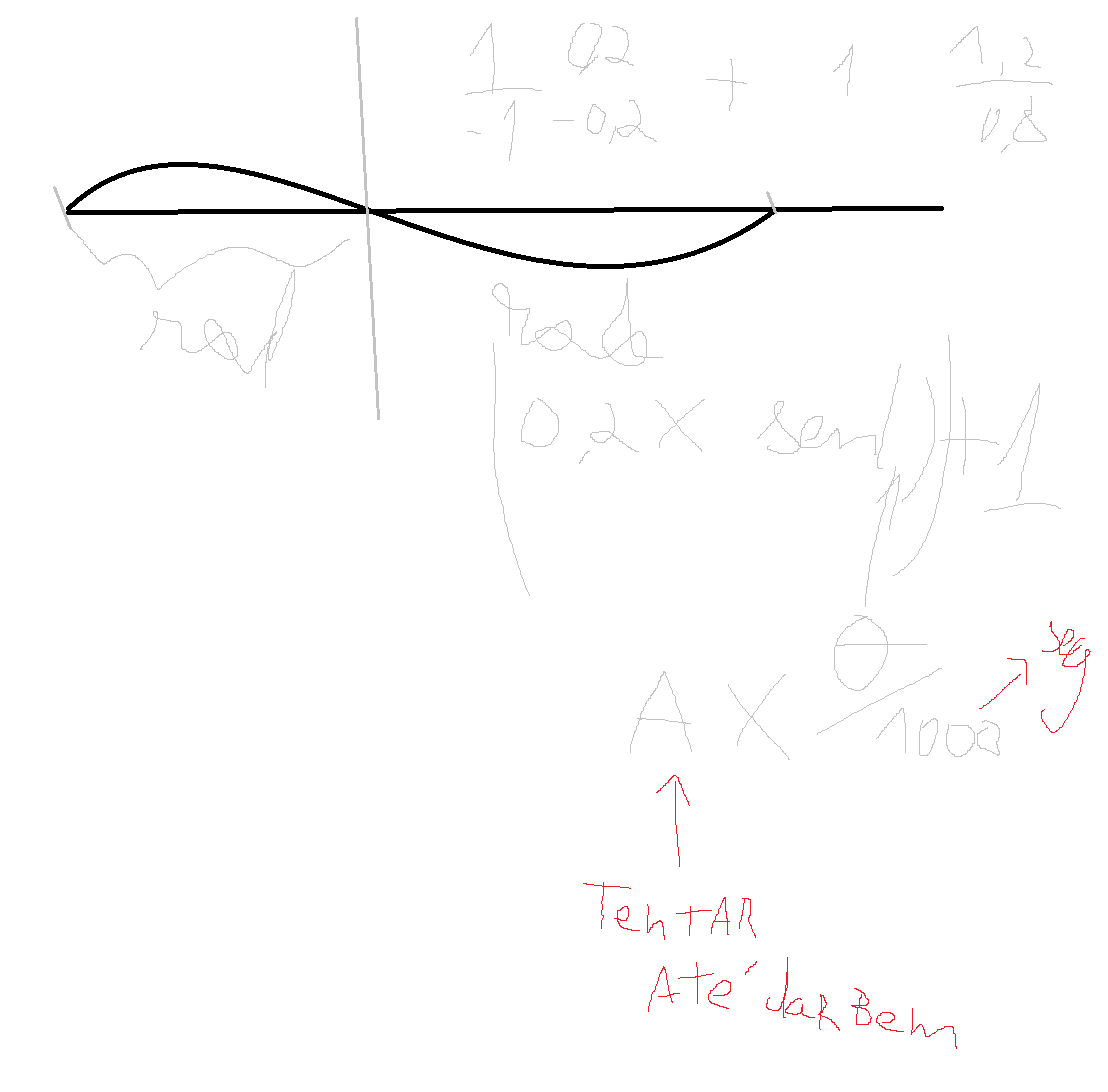 1 0,2 + 1 1,2
-1 -0,2 0,8
rad
(0,2 X sen()) + 1
A X θ/1000 → seg
TentAR
Até dar Bem